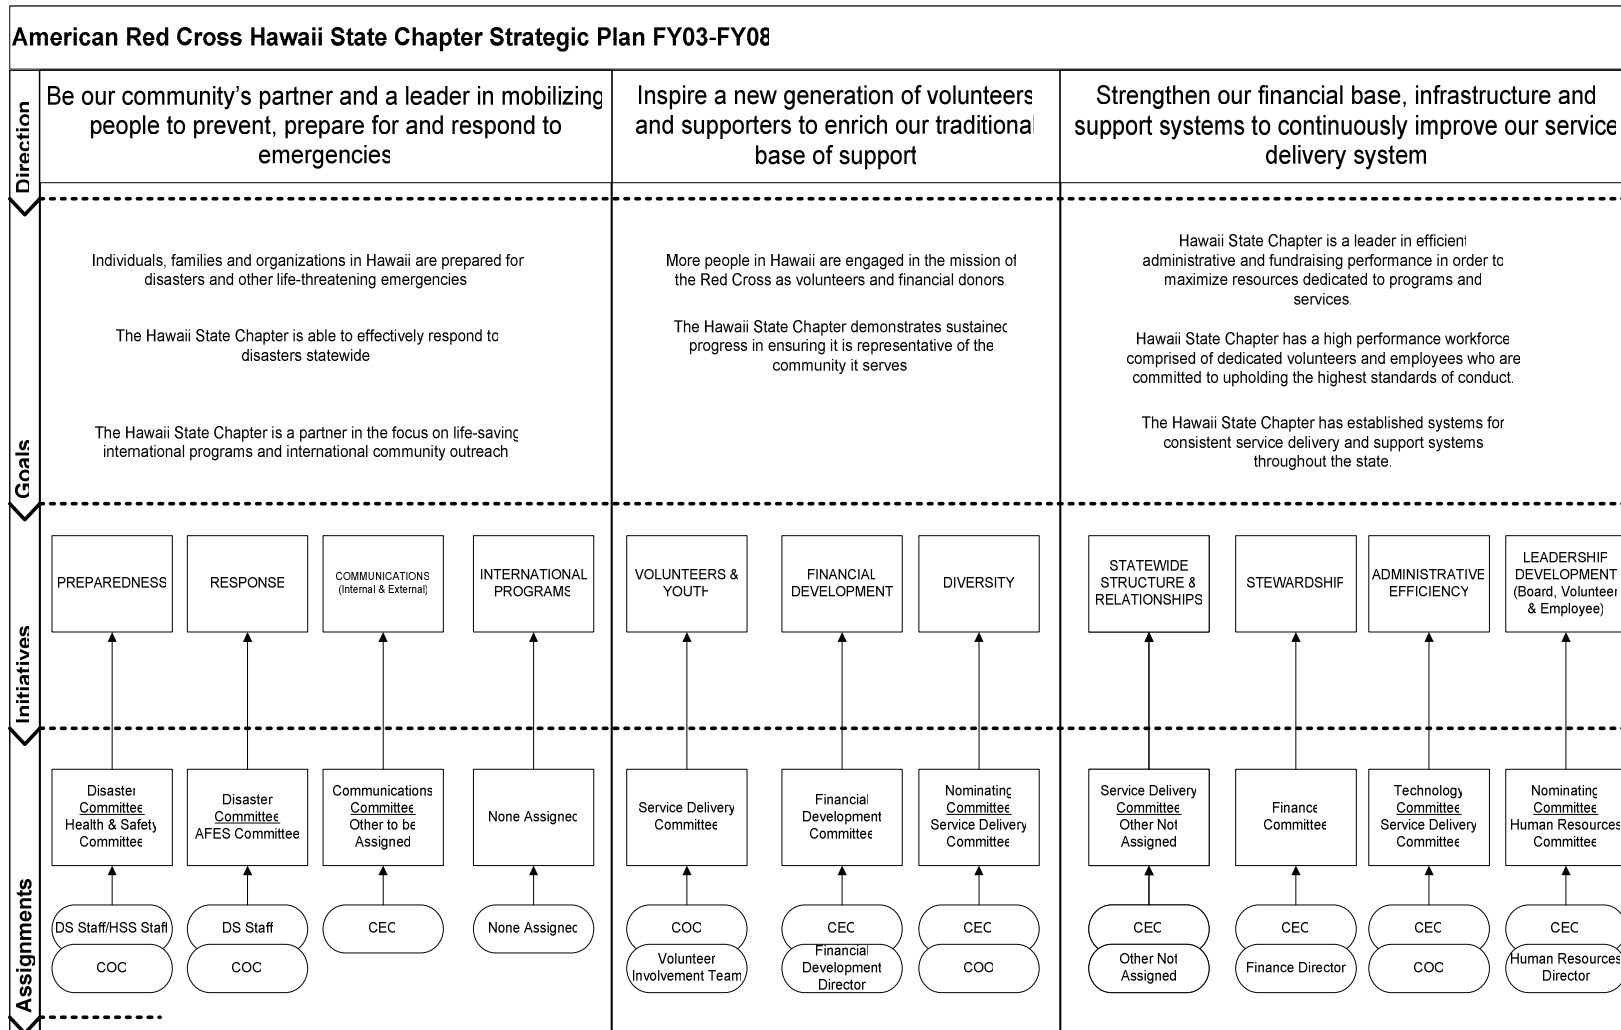 American Red Cross Hawaii State Chapter Strategic Plan FY03-FY08
Direction
Be our community's partner and a leader in mobilizing
people to prevent, prepare for and respond to
emergencies
Inspire a new generation of volunteers
and supporters to enrich our traditional
base of support
Strengthen our financial base, infrastructure and
support systems to continuously improve our service
delivery system
Goals
Individuals, families and organizations in Hawaii are prepared for
disasters and other life-threatening emergencies
The Hawaii State Chapter is able to effectively respond to
disasters statewide
The Hawaii State Chapter is a partner in the focus on life-saving
international programs and international community outreach
More people in Hawaii are engaged in the mission of
the Red Cross as volunteers and financial donors
The Hawaii State Chapter demonstrates sustained
progress in ensuring it is representative of the
community it serves
Hawaii State Chapter is a leader in efficient
administrative and fundraising performance in order to
maximize resources dedicated to programs and
services.
Hawaii State Chapter has a high performance workforce
comprised of dedicated volunteers and employees who are
committed to upholding the highest standards of conduct.
The Hawaii State Chapter has established systems for
consistent service delivery and support systems
throughout the state.
Initiatives
PREPAREDNESS
RESPONSE
COMMUNICATIONS
(Internal & External)
INTERNATIONAL
PROGRAMS
VOLUNTEERS &
YOUTH
FINANCIAL
DEVELOPMENT
DIVERSITY
STATEWIDE
STRUCTURE &
RELATIONSHIPS
STEWARDSHIP
ADMINISTRATIVE
EFFICIENCY
LEADERSHIP
DEVELOPMENT
(Board, Volunteer
& Employee)
Assignments
Disaster
Committee
Health & Safety
Committee
Disaster
Committee
AFES Committee
Communications
Committee
Other to be
Assigned
None Assigned
Service Delivery
Committee
Financial
Development
Committee
Nominating
Committee
Service Delivery
Committee
Service Delivery
Committee
Other Not
Assigned
Finance
Committee
Technology
Committee
Service Delivery
Committee
Nominating
Committee
Human Resources
Committee
DS Staff/HSS Staff
COO
DS Staff
COO
CEO
None Assigned
COO
Volunteer
Involvement Team
CEO
Financial
Development
Director
CEO
COO
CEO
Other Not
Assigned
CEO
Finance Director
CEO
COO
CEO
Human Resources
Director